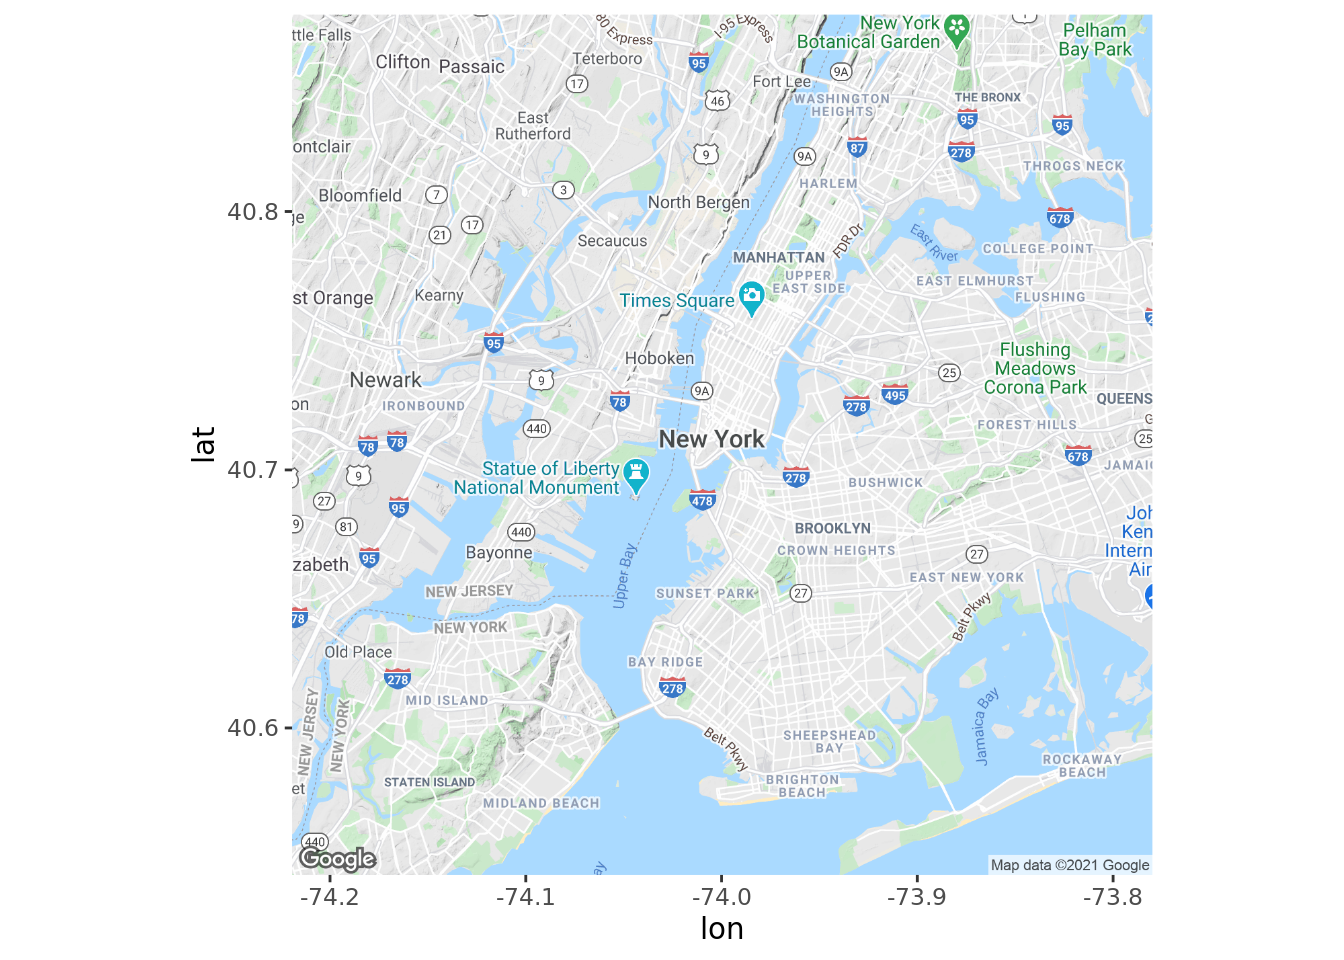 New York
Botanical Garden
Pelham
Bay Park
ttle Falls
80 Express
I-95 Express
Clifton
Passaic
Teterboro
95
9A
17
Fort Lee
46
WASHINGTON
HEIGHTS
THE BRONX
East
Rutherford
95
95
ontclair
9
9A
87
278
THROGS NECK
Bloomfield
7
3
HARLEM
North Bergen
40.8
17
21
678
Secaucus
FDR Dr
East River
COLLEGE POINT
MANHATTAN
UPPER
EAST SIDE
EAST ELMHURST
FLUSHING
st Orange
Kearny
Times Square
95
Hoboken
Flushing
Meadows
Corona Park
25
Newark
9
9A
IRONBOUND
78
278
495
QUEENS
on
440
New York
FOREST HILLS
78
78
25
678
lat
40.7
Statue of Liberty
National Monument
9
278
JAMAIC
BUSHWICK
27
95
478
9
81
440
BROOKLYN
Joh
Ken
Intern
Air
CROWN HEIGHTS
Bayonne
27
95
zabeth
Upper Bay
EAST NEW YORK
NEW JERSEY
SUNSET PARK
27
78
Belt Pkwy
NEW YORK
Old Place
BAY RIDGE
278
278
MID ISLAND
NEW JERSEY
NEW YORK
Jamaica Bay
40.6
Belt Pkwy
SHEEPSHEAD
BAY
ROCKAWAY
BEACH
STATEN ISLAND
BRIGHTON
BEACH
et
MIDLAND BEACH
440
Google
ay
Map data ©2021 Google
-74.2
-74.1
-74.0
-73.9
-73.8
lon